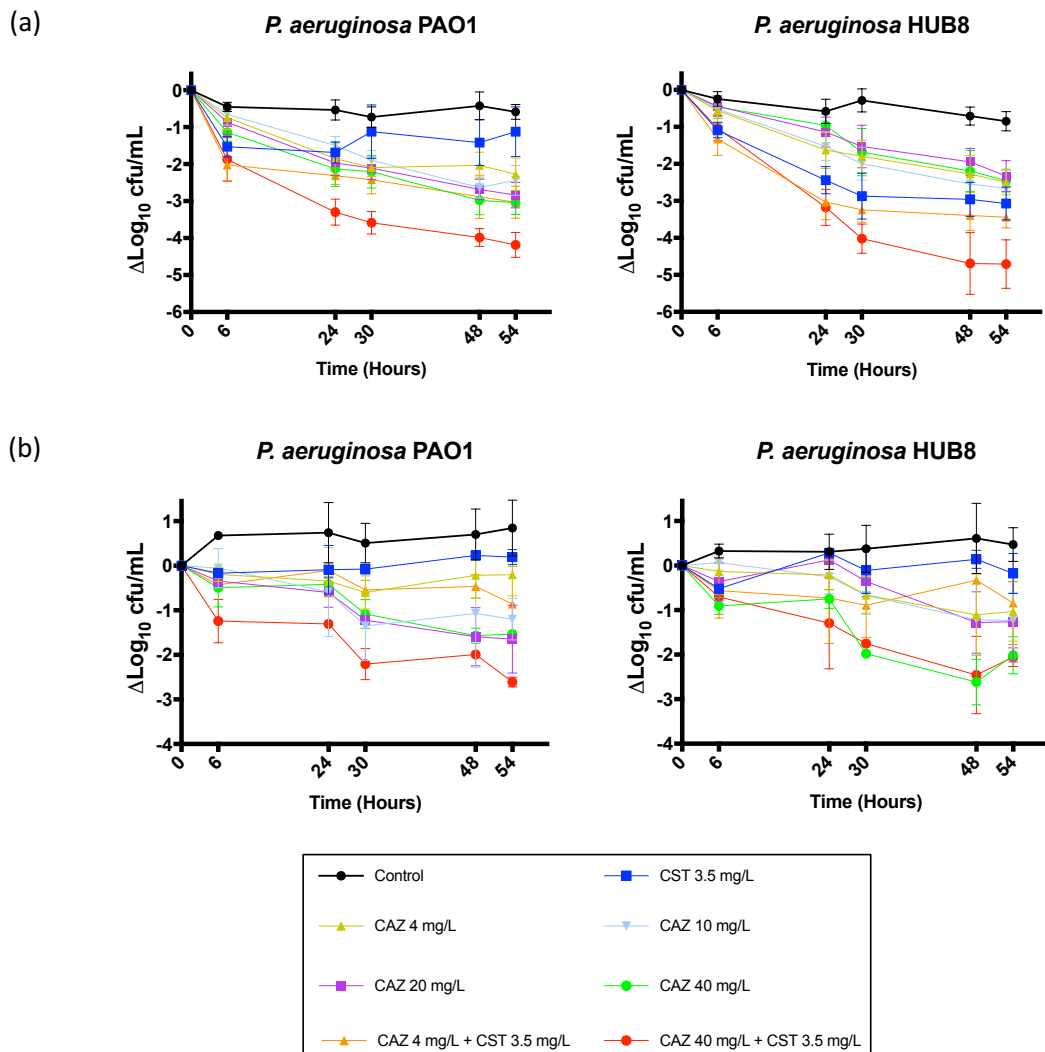 (a)
P. aeruginosa PAO1
P. aeruginosa HUB8
0
-1
-2
-3
-4
-5
-6
ΔLog10 cfu/mL
0 6 24 30 48 54
Time (Hours)
0
-1
-2
-3
-4
-5
-6
ΔLog10 cfu/mL
0 6 24 30 48 54
Time (Hours)
(b)
P. aeruginosa PAO1
P. aeruginosa HUB8
1
0
-1
-2
-3
-4
ΔLog10 cfu/mL
0 6 24 30 48 54
Time (Hours)
1
0
-1
-2
-3
-4
ΔLog10 cfu/mL
0 6 24 30 48 54
Time (Hours)
Control
CST 3.5 mg/L
CAZ 4 mg/L
CAZ 10 mg/L
CAZ 20 mg/L
CAZ 40 mg/L
CAZ 4 mg/L + CST 3.5 mg/L
CAZ 40 mg/L + CST 3.5 mg/L